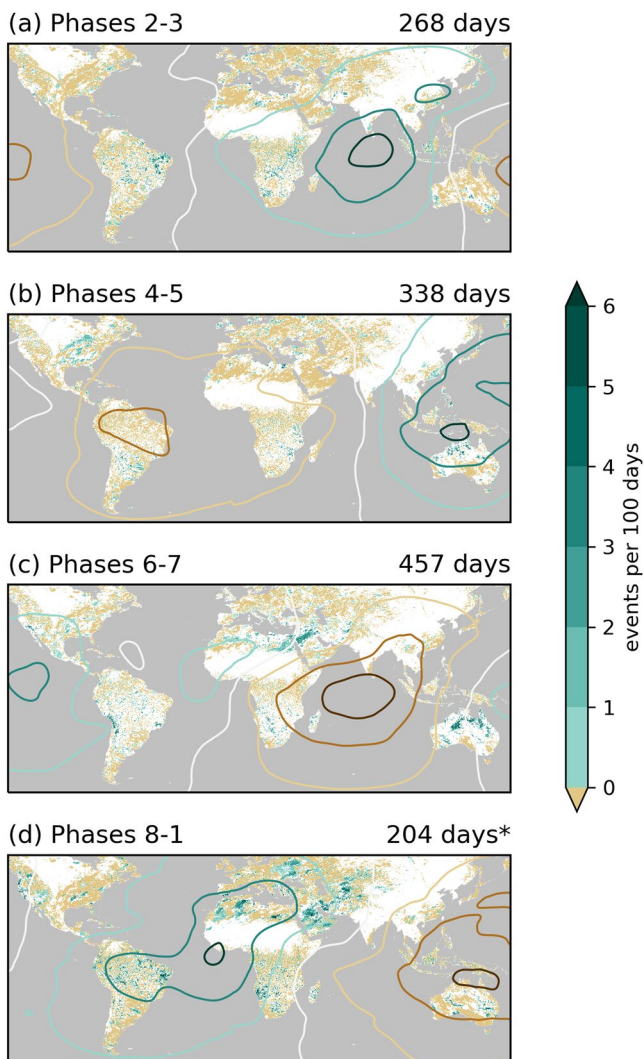 (a) Phases 2-3 268 days
(b) Phases 4-5 338 days
(c) Phases 6-7 457 days
(d) Phases 8-1 204 days*
6
5
4
3
2
1
0
events per 100 days